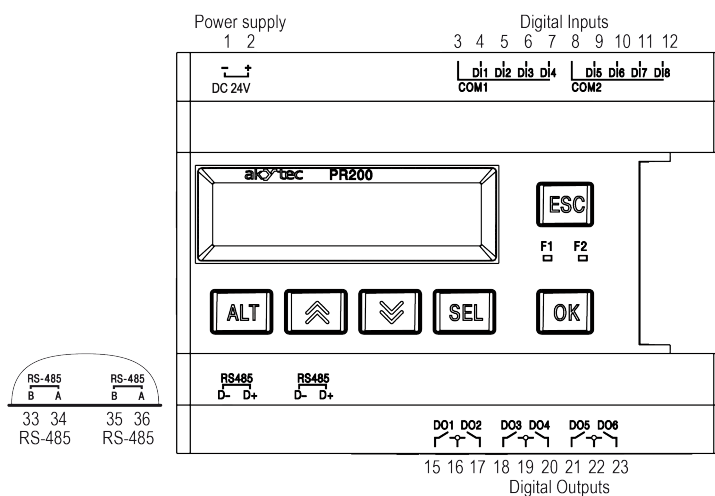 Power supply
Digital Inputs
1 2
3 4 5 6 7 8 9 10 11 12
- +
DC 24V
DI1 DI2 DI3 DI4
COM1
DI5 DI6 DI7 DI8
COM2
akytec PR200
ESC
F1 F2
ALT
SEL
OK
RS-485 RS-485
B A B A
33 34 35 36
RS-485 RS-485
RS485 RS485
D- D+ D- D+
DO1 DO2 DO3 DO4 DO5 DO6
15 16 17 18 19 20 21 22 23
Digital Outputs